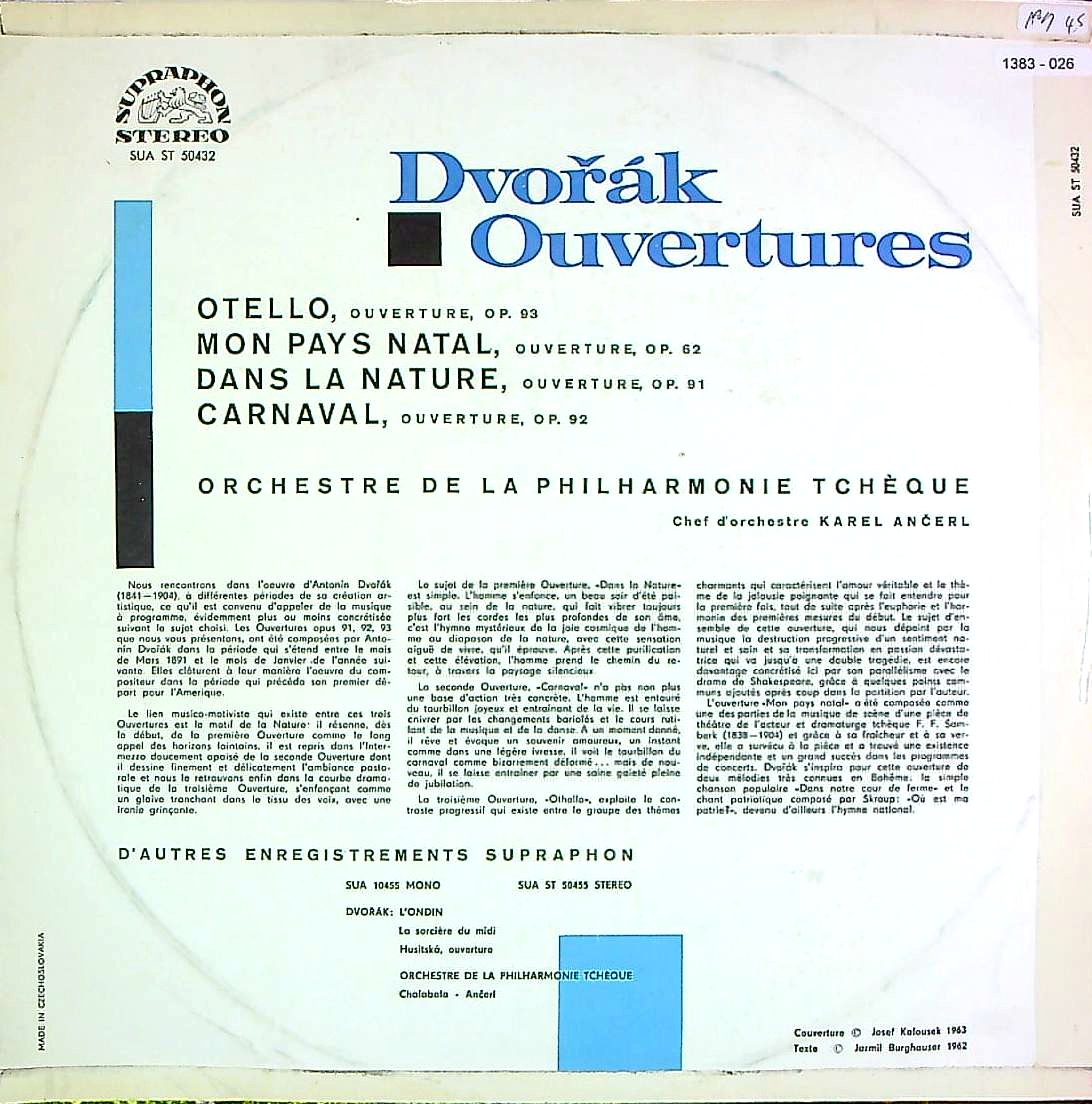 NM 45
1383 - 026
SUPRAPHON
STEREO
SUA ST 50432
SUA ST 50432
Dvořák
Ouvertures
OTELLO, OUVERTURE, OP. 93
MON PAYS NATAL, OUVERTURE, OP. 62
DANS LA NATURE, OUVERTURE, OP. 91
CARNAVAL, OUVERTURE, OP. 92
ORCHESTRE DE LA PHILHARMONIE TCHÈQUE
Chef d'orchestre KAREL ANČERL
Nous rencontrons dans l'oeuvre d'Antonín Dvořák
(1841—1904), à différentes périodes de sa création ar-
tistique, ce qu'il est convenu d'appeler de la musique
à programme, évidemment plus ou moins concrétisée
suivant le sujet choisi. Les Ouvertures opus 91, 92, 93
que nous vous présentons, ont été composées par Anto-
nín Dvořák dans la période qui s'étend entre le mois
de Mars 1891 et le mois de Janvier de l'année sui-
vante. Elles clôturent à leur manière l'oeuvre du com-
positeur dans la période qui précéda son premier dé-
part pour l'Amerique.
Le lien musico-motiviste qui existe entre ces trois
Ouvertures est la motif de la Nature: il résonne, dès
le début, de la première Ouverture comme le long
appel des horizons lointains, il est repris dans l'Inter-
mezzo doucement apaisé de la seconde Ouverture dont
il dessine finement et délicatement l'ambiance pasto-
rale et nous le retrouvons enfin dans la courbe drama-
tique de la troisième Ouverture, s'enfonçant comme
un glaive tranchant dans le tissu des voix, avec une
ironie grinçante.
Le sujet de la première Ouverture, «Dans la Nature»
est simple. L'homme s'enfonce, un beau soir d'été pai-
sible, au sein de la nature, qui fait vibrer toujours
plus fort les cordes les plus profondes de son âme,
c'est l'hymne mystérieux de la joie cosmique de l'hom-
me au diapason de la nature, avec cette sensation
aiguë de vivre, qu'il éprouve. Après cette purification
et cette élévation, l'homme prend le chemin du re-
tour, à travers la paysage silencieux.
La seconde Ouverture, «Carnaval» n'a pas non plus
une base d'action très concrète. L'homme est entouré
du tourbillon joyeux et entraînant de la vie. Il se laisse
enivrer par les changements bariolés et le cours ruti-
lant de la musique et de la danse. A un moment donné,
il rêve et évoque un souvenir amoureux, un instant
comme dans une légère ivresse, il voit le tourbillon du
carnaval comme bizarrement déformé... mais de nou-
veau, il se laisse entraîner par une saine gaieté pleine
de jubilation.
La troisième Ouverture, «Othello», exploite le con-
traste progressif qui existe entre le groupe des thèmes
charmants qui caractérisent l'amour véritable et le thè-
me de la jalousie poignante qui se fait entendre pour
la première fois, tout de suite après l'euphorie et l'har-
monie des premières mesures du début. Le sujet d'en-
semble de cette ouverture, qui nous dépeint par la
musique la destruction progressive d'un sentiment na-
turel et sain et sa transformation en passion dévasta-
trice qui va jusqu'à une double tragédie, est encore
davantage concrétisé ici par son parallélisme avec le
drame de Shakespeare, grâce à quelques points com-
muns ajoutés après coup dans la partition par l'auteur.
L'ouverture «Mon pays natal» a été composée comme
une des parties de la musique de scène d'une pièce de
théâtre de l'acteur et dramaturge tchèque F. F. Šam-
berk (1838—1904) et grâce à sa fraîcheur et à sa ver-
ve, elle a survécu à la pièce et a trouvé une existence
indépendante et un grand succès dans les programmes
de concerts. Dvořák s'inspira pour cette ouverture de
deux mélodies très connues en Bohême: la simple
chanson populaire «Dans notre cour de ferme» et le
chant patriotique composé par Škroup: «Où est ma
patrie?», devenu d'ailleurs l'hymne national.
D'AUTRES ENREGISTREMENTS SUPRAPHON
SUA 10455 MONO SUA ST 50455 STEREO
DVOŘÁK: L'ONDIN
La sorcière du midi
Husitská, ouverture
ORCHESTRE DE LA PHILHARMONIE TCHÈQUE
Chalabala - Ančerl
MADE IN CZECHOSLOVAKIA
Couverture © Josef Kalousek 1963
Texte © Jarmil Burghauser 1962